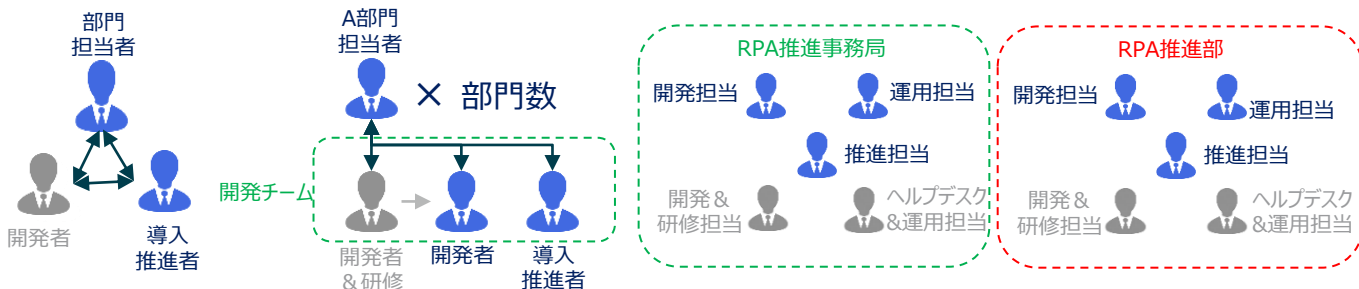 部門
担当者
開発者
導入
推進者
A部門
担当者
× 部門数
開発チーム
開発者
&研修
開発者
導入
推進者
RPA推進事務局
開発担当
運用担当
推進担当
開発&
研修担当
ヘルプデスク
&運用担当
RPA推進部
開発担当
運用担当
推進担当
開発&
研修担当
ヘルプデスク
&運用担当